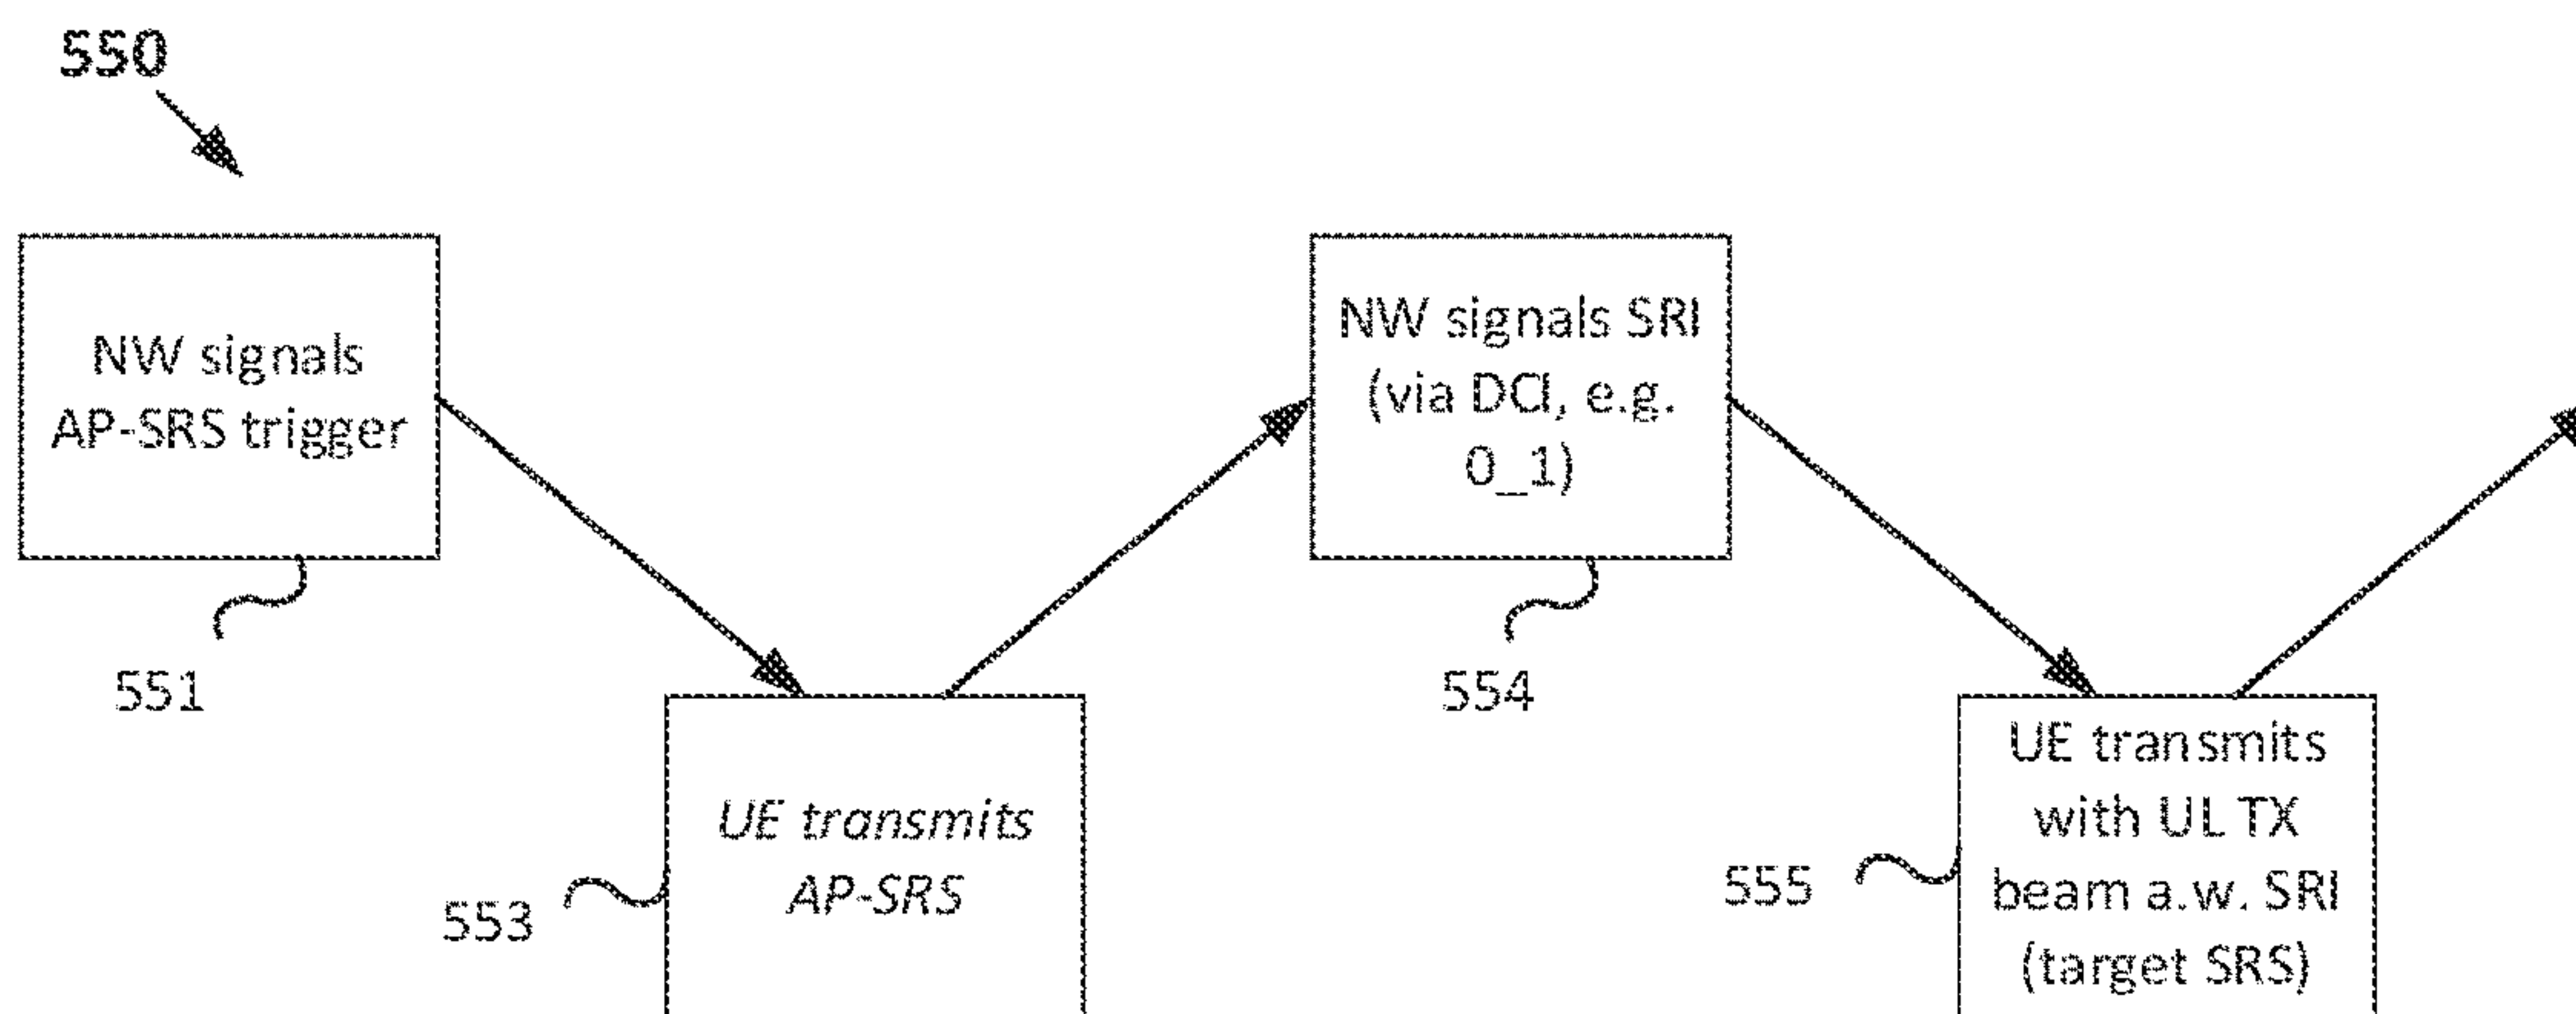 550
NW signals
AP-SRS trigger
551
UE transmits
AP-SRS
553
NW signals SRI
(via DCI, e.g.
0_1)
554
UE transmits
with UL TX
beam a.w. SRI
(target SRS)
555